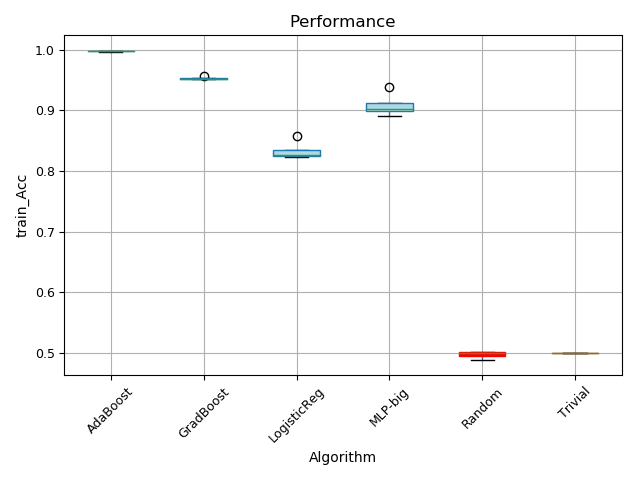 Performance
train_Acc
1.0
0.9
0.8
0.7
0.6
0.5
AdaBoost
GradBoost
LogisticReg
MLP-big
Random
Trivial
Algorithm